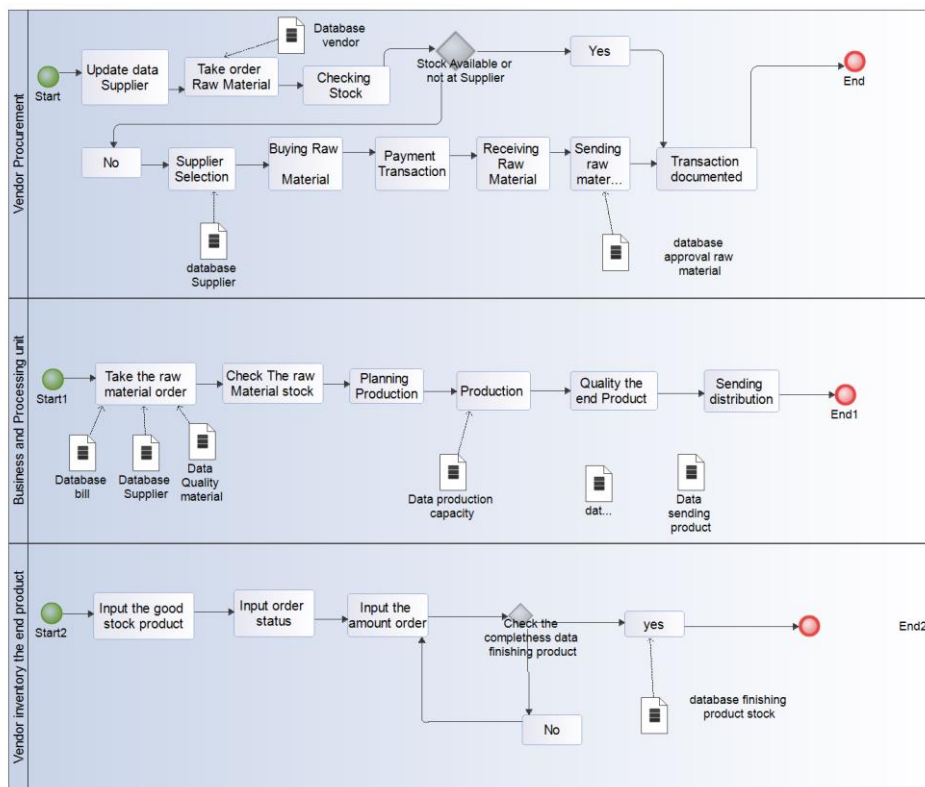 Vendor Procurement
Database
vendor
Start
Update data
Supplier
Take order
Raw Material
Checking
Stock
Stock Available or
not at Supplier
Yes
End
No
Supplier
Selection
Buying Raw
Material
Payment
Transaction
Receiving
Raw
Material
Sending
raw
mater...
Transaction
documented
database
Supplier
database
approval raw
material
Business and Processing unit
Start1
Take the raw
material order
Check The raw
Material stock
Planning
Production
Production
Quality the
end Product
Sending
distribution
End1
Database
bill
Database
Supplier
Data
Quality
material
Data production
capacity
dat...
Data
sending
product
Vendor inventory the end product
Start2
Input the good
stock product
Input order
status
Input the
amount order
Check the
completness data
finishing product
yes
End2
No
database finishing
product stock